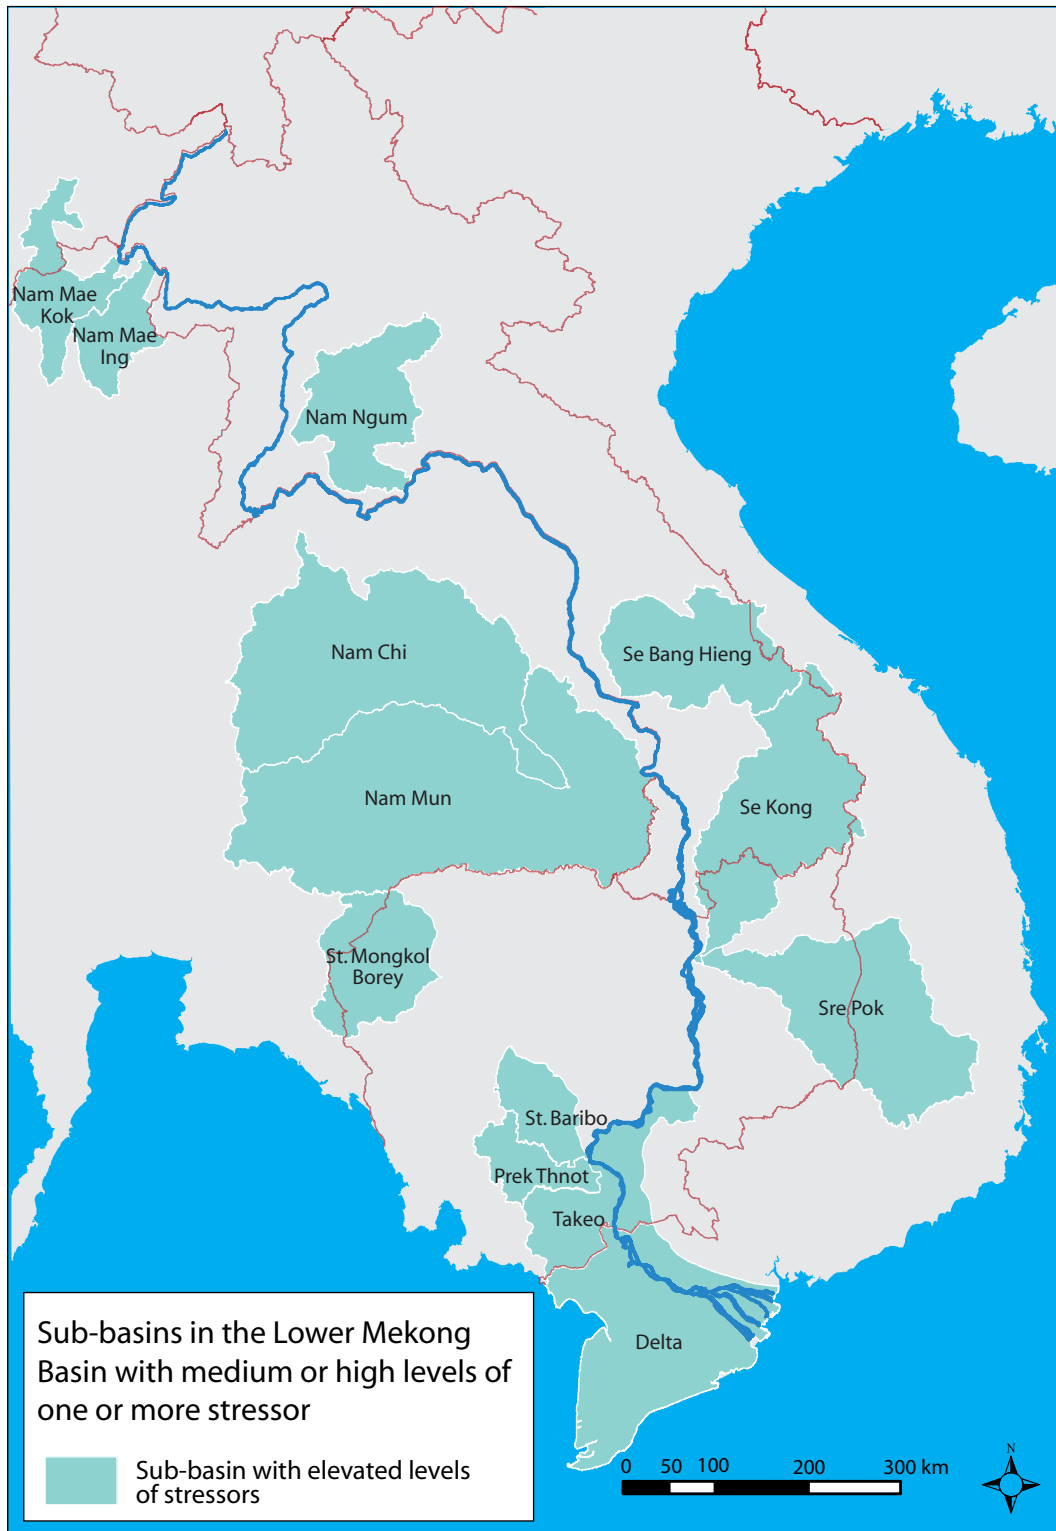 Nam Mae
Kok
Nam Mae
Ing
Nam Ngum
Nam Chi
Se Bang Hieng
Nam Mun
Se Kong
St. Mongkol
Borey
Sre Pok
St. Baribo
Prek Thnot
Takeo
Delta
Sub-basins in the Lower Mekong
Basin with medium or high levels of
one or more stressor
Sub-basin with elevated levels
of stressors
0 50 100 200 300 km
N